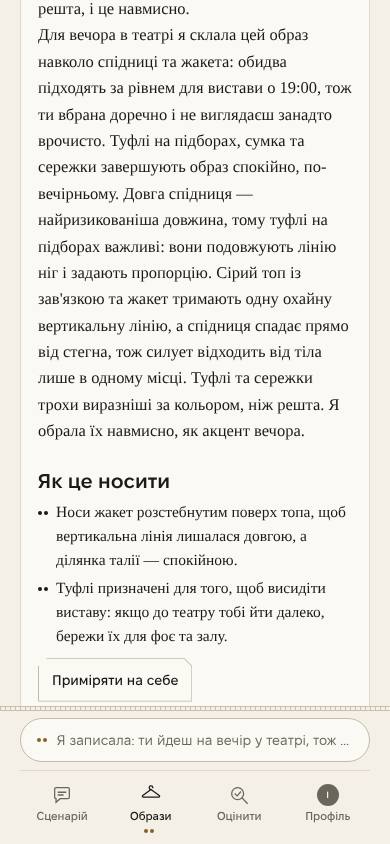 решта, і це навмисно.
Для вечора в театрі я склала цей образ
навколо спідниці та жакета: обидва
підходять за рівнем для вистави о 19:00, тож
ти вбрана доречно і не виглядаєш занадто
врочисто. Туфлі на підборах, сумка та
сережки завершують образ спокійно, по-
вечірньому. Довга спідниця —
найризикованіша довжина, тому туфлі на
підборах важливі: вони подовжують лінію
ніг і задають пропорцію. Сірий топ із
зав'язкою та жакет тримають одну охайну
вертикальну лінію, а спідниця спадає прямо
від стегна, тож силует відходить від тіла
лише в одному місці. Туфлі та сережки
трохи виразніші за кольором, ніж решта. Я
обрала їх навмисно, як акцент вечора.
Як це носити
•• Носи жакет розстебнутим поверх топа, щоб
вертикальна лінія лишалася довгою, а
ділянка талії — спокійною.
•• Туфлі призначені для того, щоб висидіти
виставу: якщо до театру тобі йти далеко,
бережи їх для фоє та залу.
Приміряти на себе
•• Я записала: ти йдеш на вечір у театрі, тож ...
Сценарій
Образи
Оцінити
І
Профіль